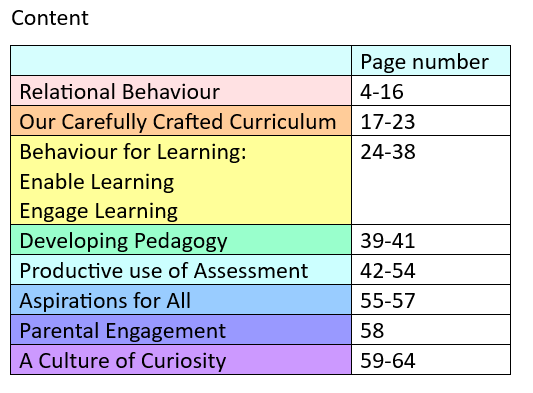 Content
Page number
Relational Behaviour 4-16
Our Carefully Crafted Curriculum 17-23
Behaviour for Learning: 24-38
Enable Learning
Engage Learning
Developing Pedagogy 39-41
Productive use of Assessment 42-54
Aspirations for All 55-57
Parental Engagement 58
A Culture of Curiosity 59-64